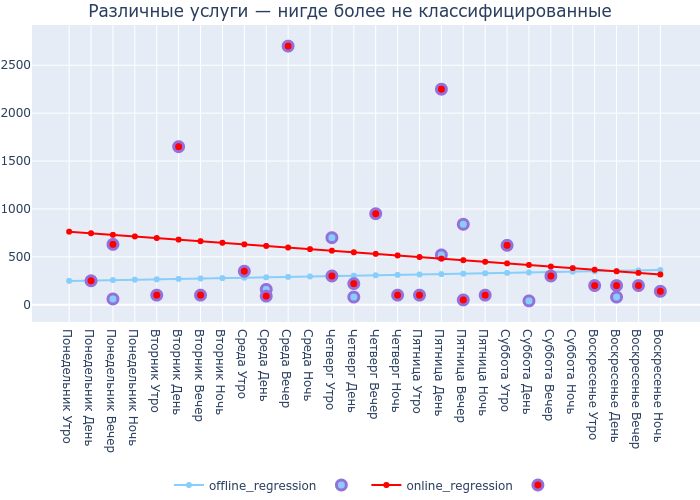 Различные услуги — нигде более не классифицированные
2500
2000
1500
1000
500
0
Понедельник Утро
Понедельник День
Понедельник Вечер
Понедельник Ночь
Вторник Утро
Вторник День
Вторник Вечер
Вторник Ночь
Среда Утро
Среда День
Среда Вечер
Среда Ночь
Четверг Утро
Четверг День
Четверг Вечер
Четверг Ночь
Пятница Утро
Пятница День
Пятница Вечер
Пятница Ночь
Суббота Утро
Суббота День
Суббота Вечер
Суббота Ночь
Воскресенье Утро
Воскресенье День
Воскресенье Вечер
Воскресенье Ночь
offline_regression online_regression